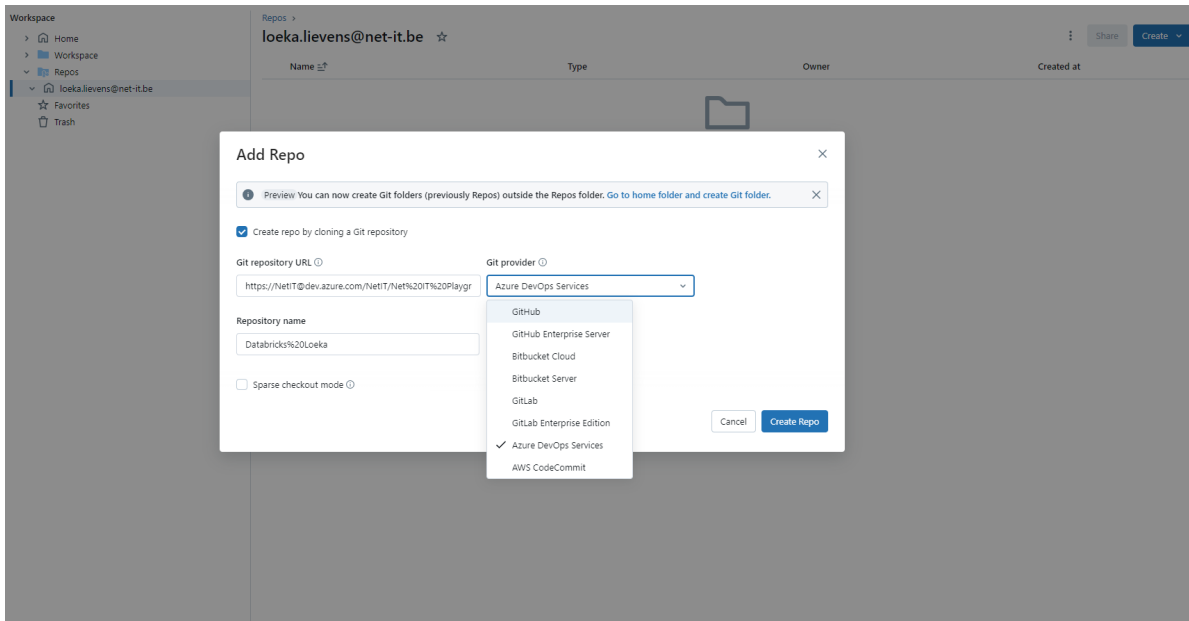 Workspace
Home
Workspace
Repos
loeka.lievens@net-it.be
Favorites
Trash
Repos ›
loeka.lievens@net-it.be
Share
Create
Name
Type
Owner
Created at
Add Repo
Preview You can now create Git folders (previously Repos) outside the Repos folder. Go to home folder and create Git folder.
Create repo by cloning a Git repository
Git repository URL
Git provider
https://NetIT@dev.azure.com/NetIT/Net%20IT%20Playgr
Azure DevOps Services
GitHub
Repository name
GitHub Enterprise Server
Databricks%20Loeka
Bitbucket Cloud
Bitbucket Server
Sparse checkout mode
GitLab
GitLab Enterprise Edition
Cancel
Create Repo
Azure DevOps Services
AWS CodeCommit